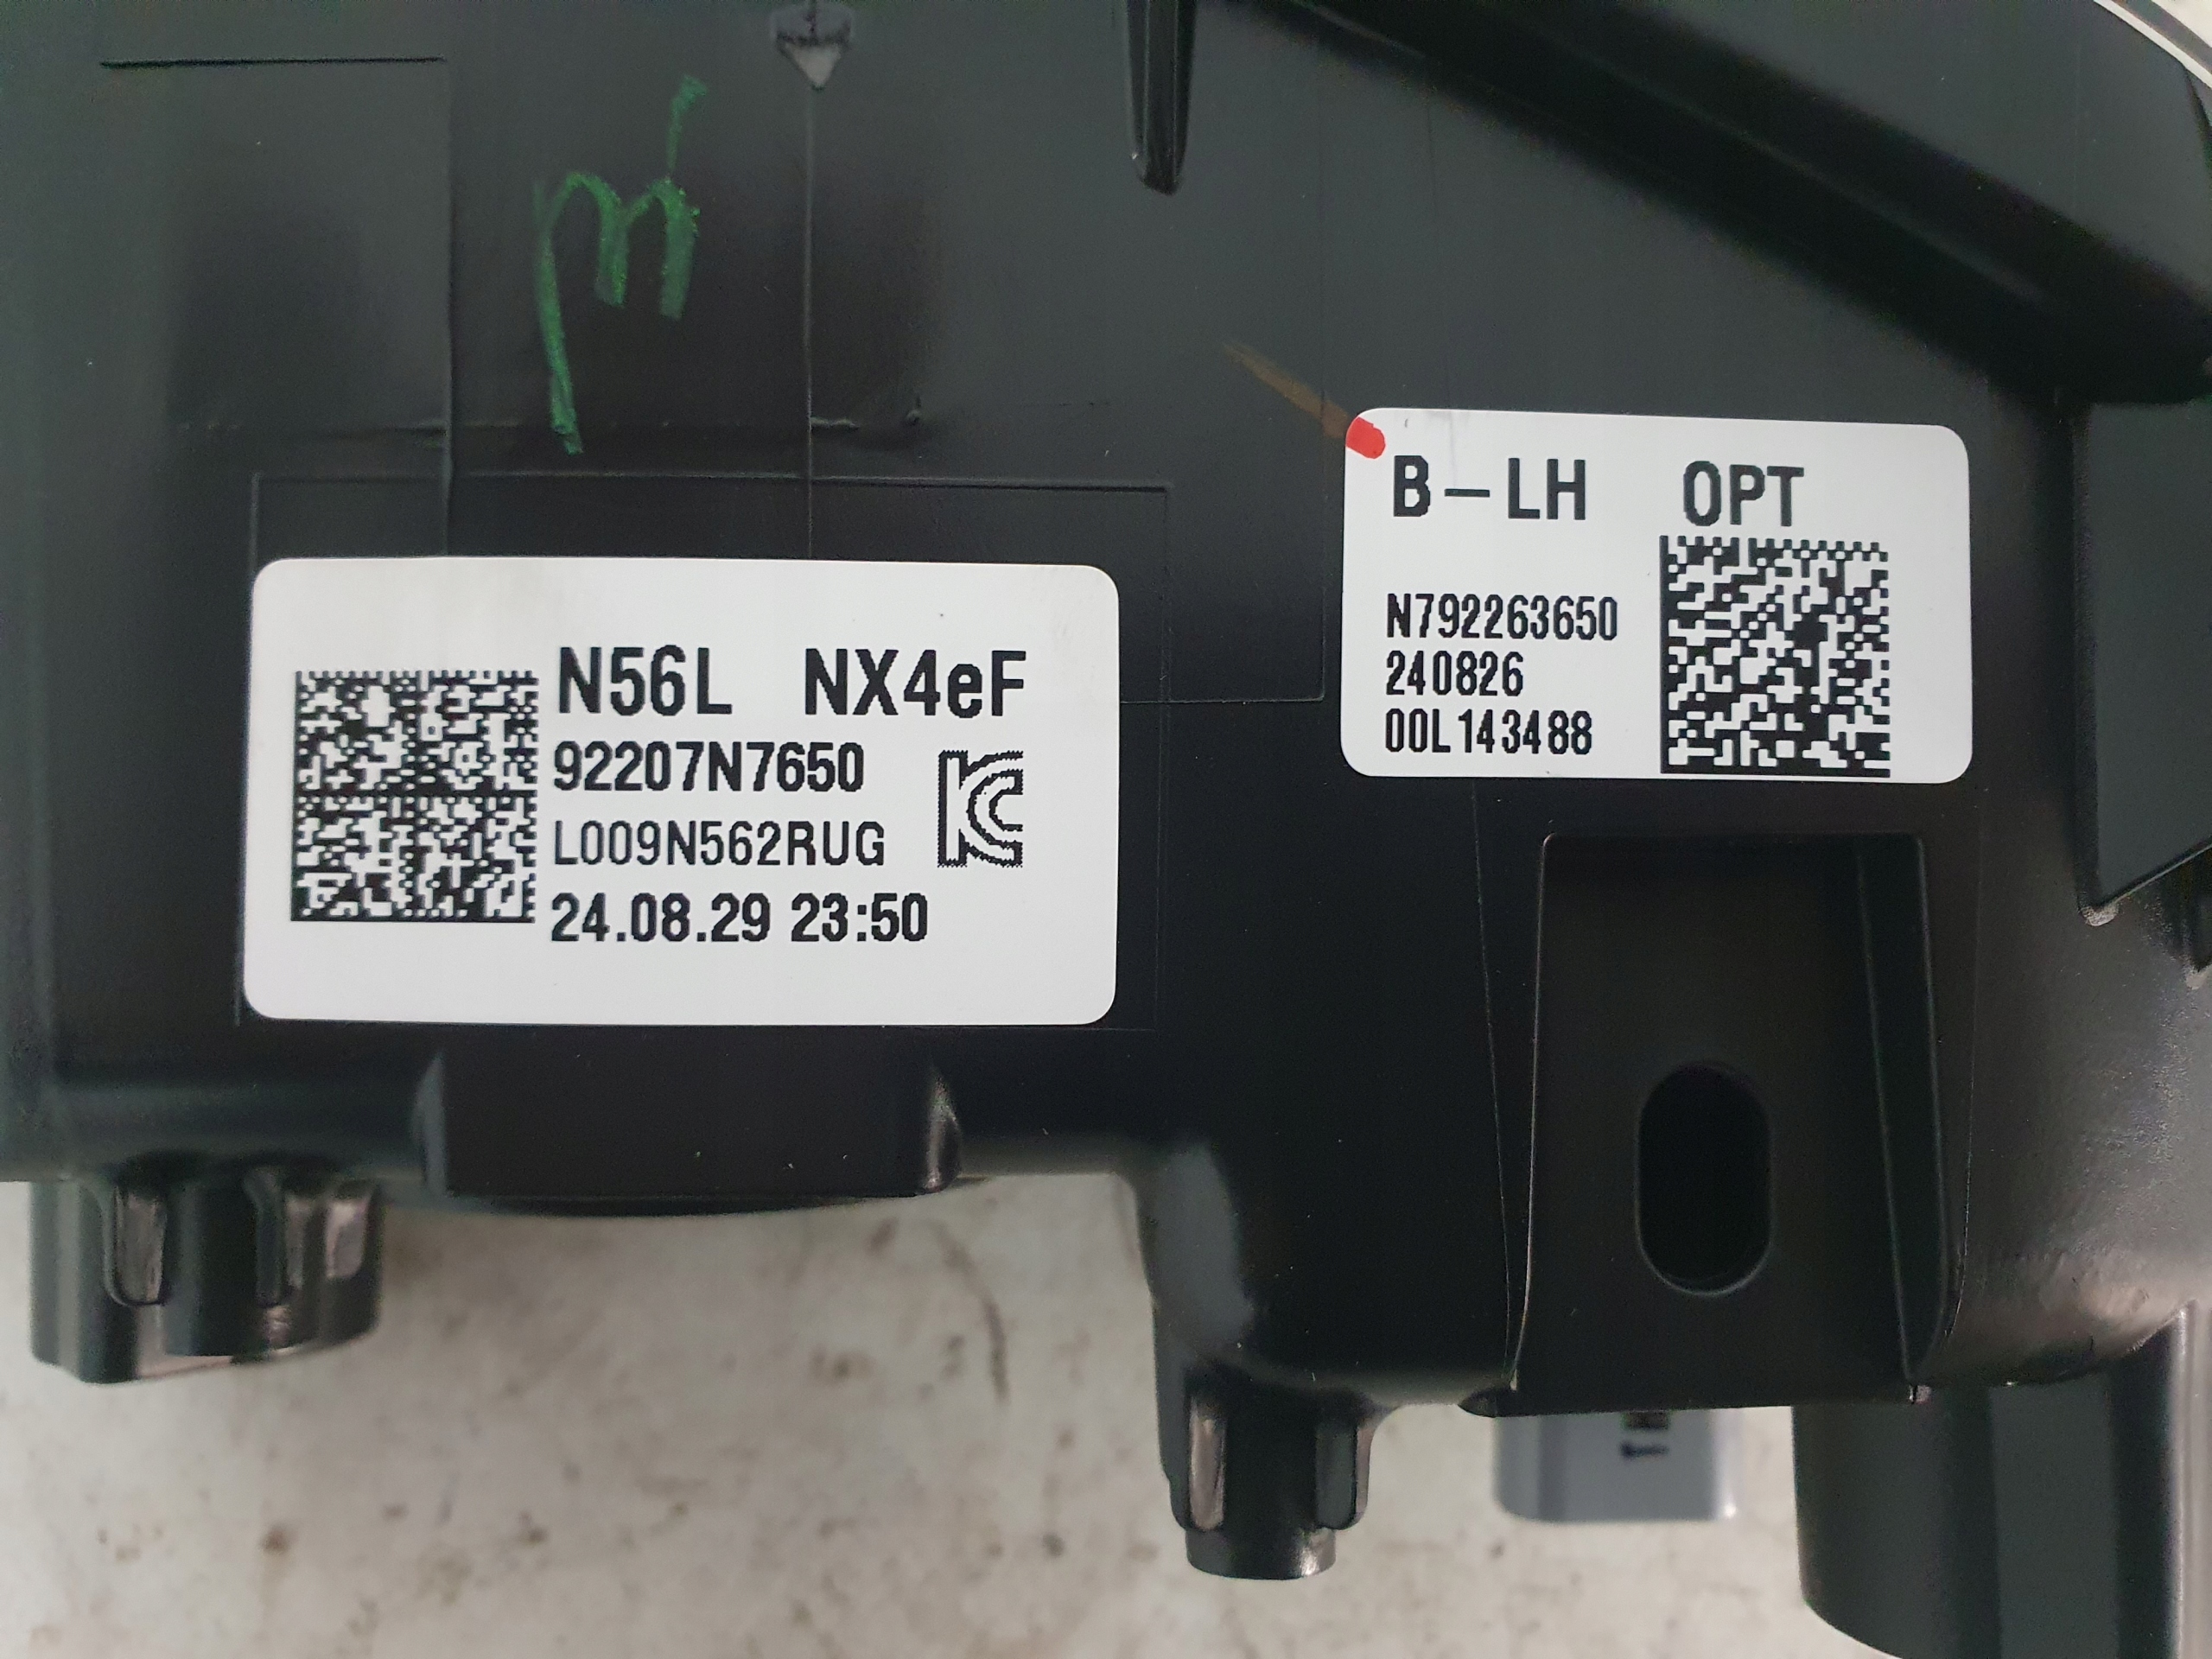 N56L NX4eF
92207N7650
L009N562RUG
24.08.29 23:50
B-LH OPT
N792263650
240826
00L143488